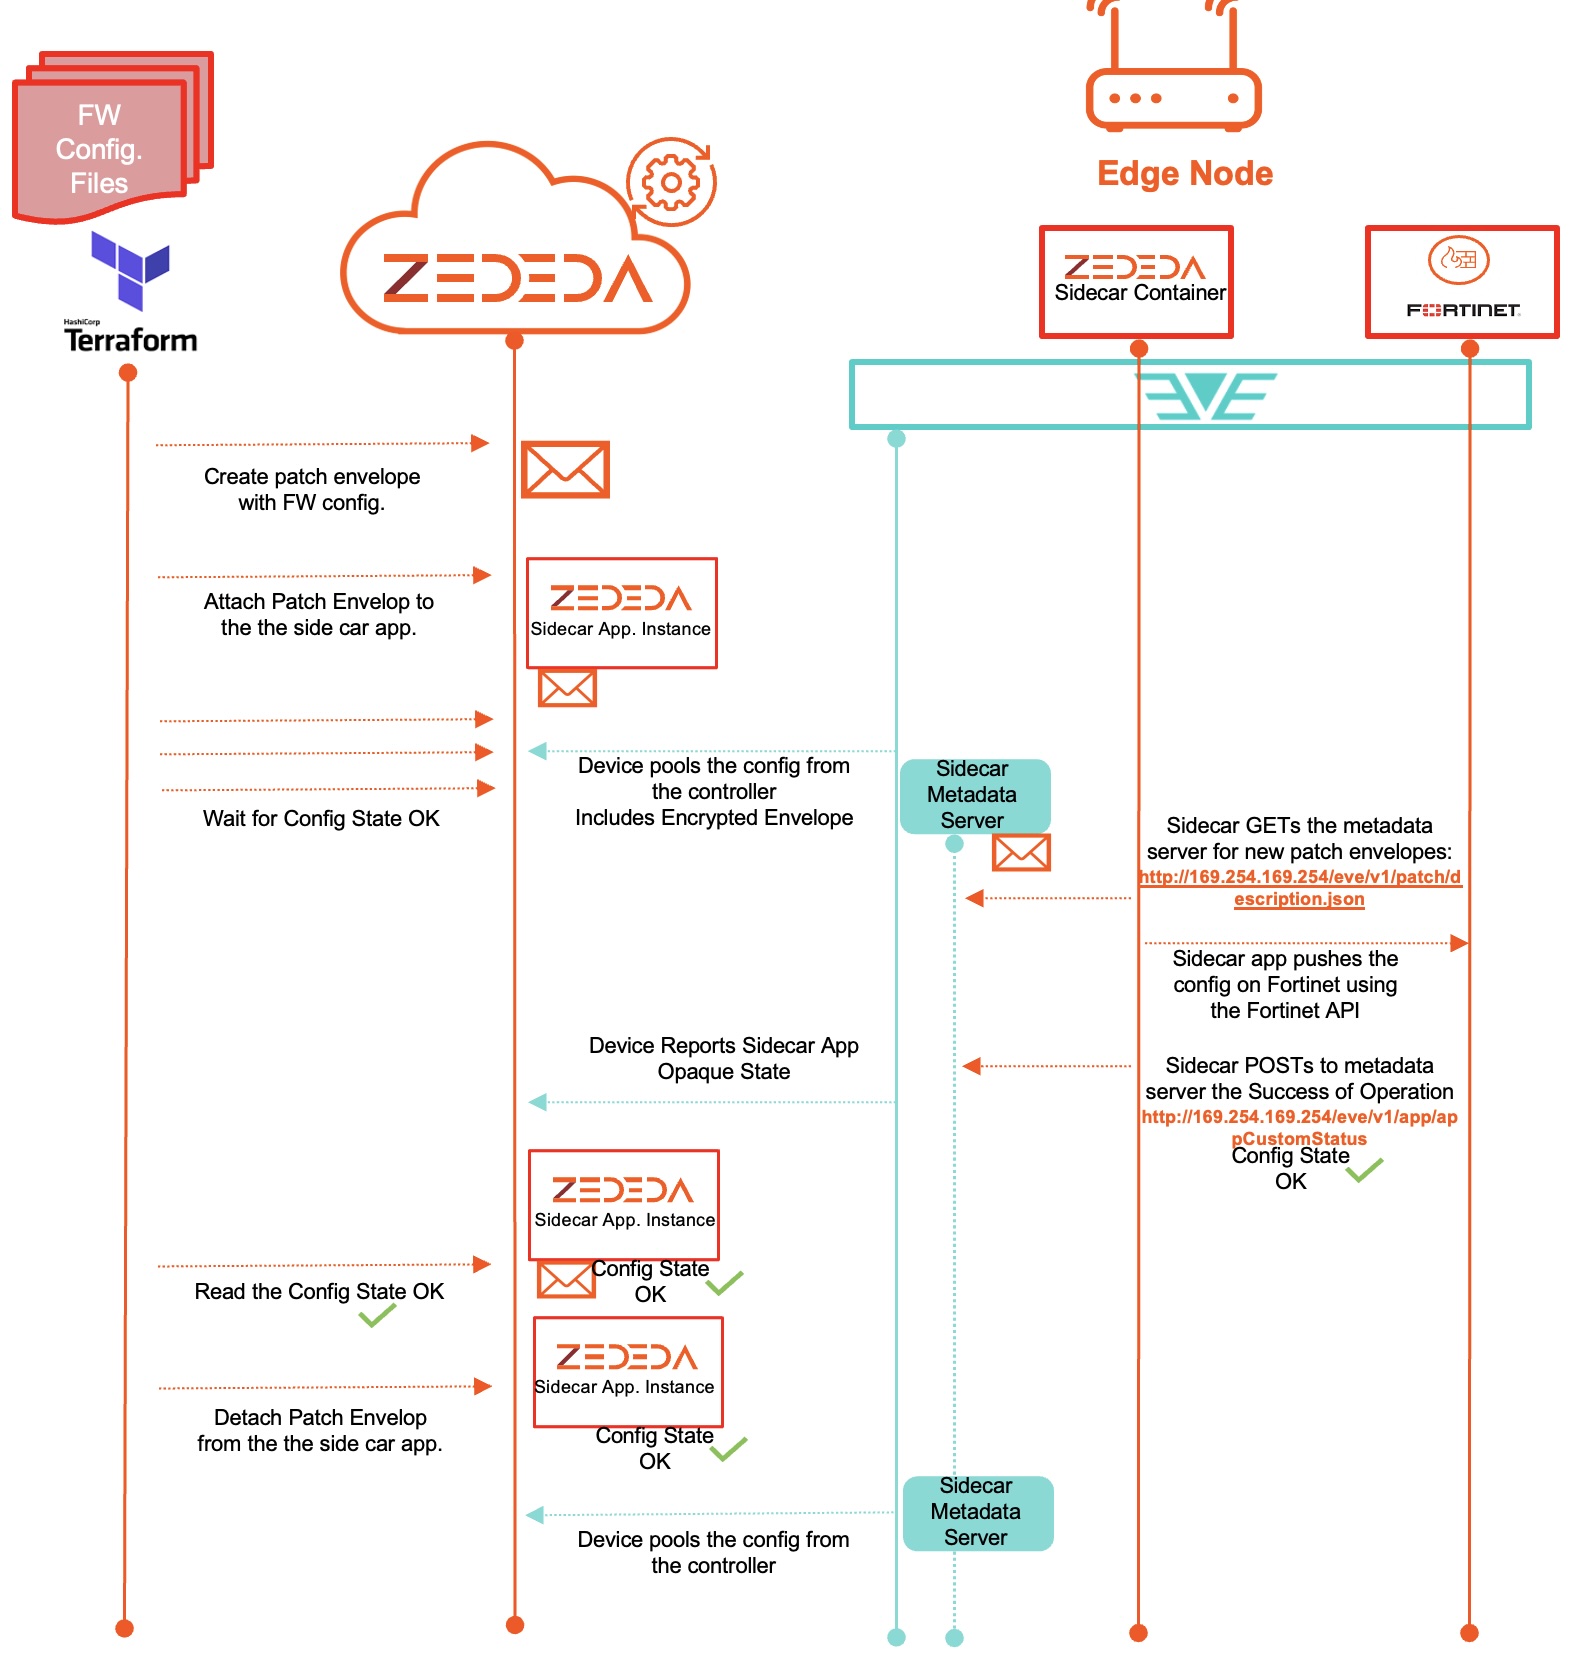 FW
Config.
Files
HashiCorp
Terraform
ZEDEDA
Edge Node
ZEDEDA
Sidecar Container
FORTINET
EVE
Create patch envelope
with FW config.
Attach Patch Envelop to
the the side car app.
ZEDEDA
Sidecar App. Instance
Wait for Config State OK
Device pools the config from
the controller
Includes Encrypted Envelope
Sidecar
Metadata
Server
Sidecar GETs the metadata
server for new patch envelopes:
http://169.254.169.254/eve/v1/patch/d
escription.json
Sidecar app pushes the
config on Fortinet using
the Fortinet API
Device Reports Sidecar App
Opaque State
Sidecar POSTs to metadata
server the Success of Operation
http://169.254.169.254/eve/v1/app/ap
pCustomStatus
Config State
OK
ZEDEDA
Sidecar App. Instance
Config State
OK
Read the Config State OK
ZEDEDA
Sidecar App. Instance
Config State
OK
Detach Patch Envelop
from the the side car app.
Sidecar
Metadata
Server
Device pools the config from
the controller